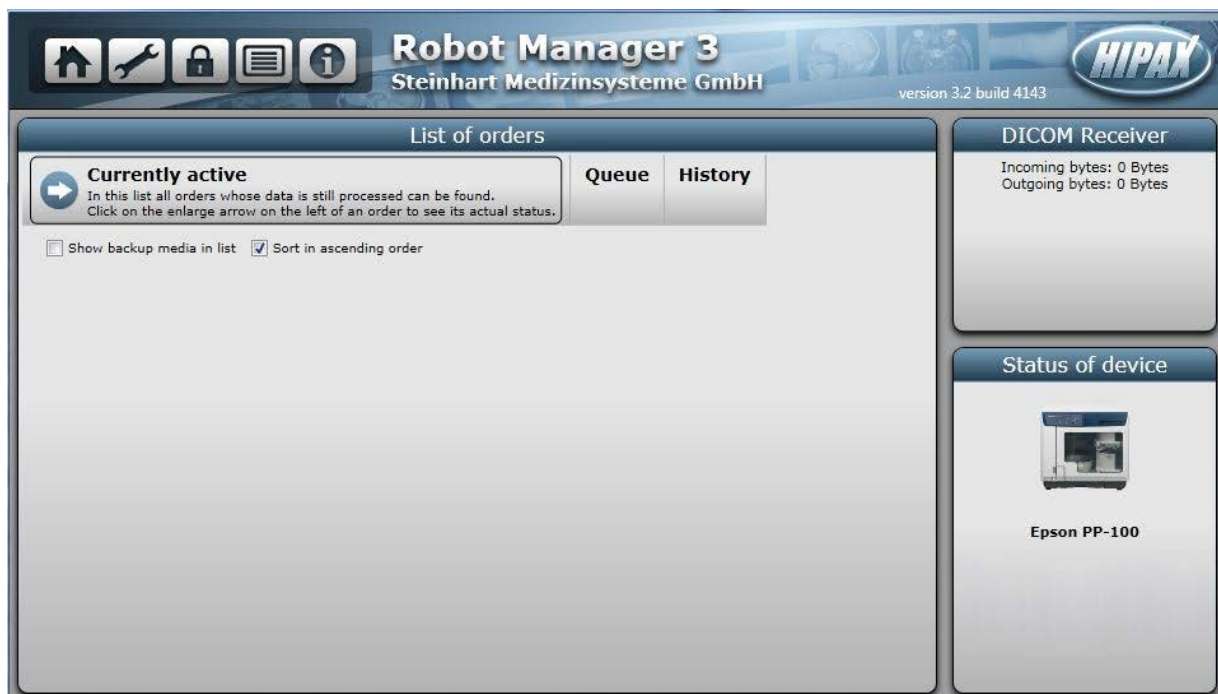 Robot Manager 3
Steinhart Medizinsysteme GmbH
version 3.2 build 4143
HIPAX
List of orders
Currently active
In this list all orders whose data is still processed can be found.
Click on the enlarge arrow on the left of an order to see its actual status.
Queue
History
Show backup media in list
Sort in ascending order
DICOM Receiver
Incoming bytes: 0 Bytes
Outgoing bytes: 0 Bytes
Status of device
Epson PP-100